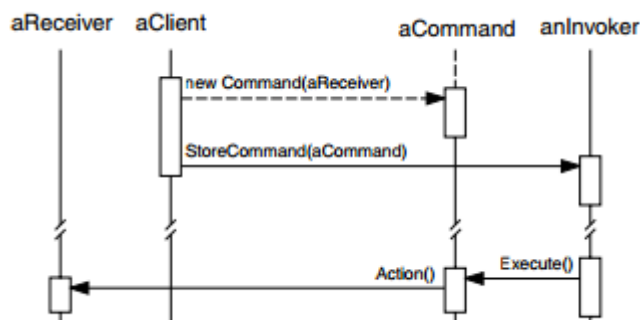 aReceiver aClient aCommand anInvoker
new Command(aReceiver)
StoreCommand(aCommand)
Action() Execute()